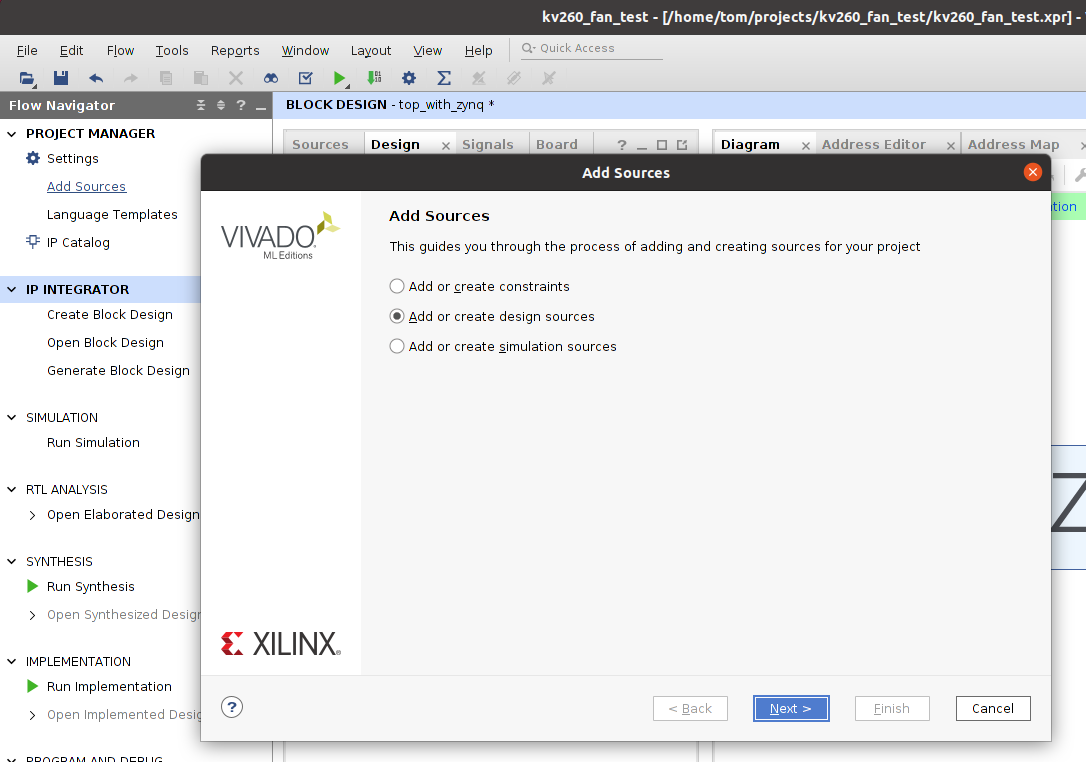 kv260_fan_test - [/home/tom/projects/kv260_fan_test/kv260_fan_test.xpr] -
File Edit Flow Tools Reports Window Layout View Help Quick Access
Flow Navigator
BLOCK DESIGN - top_with_zynq *
PROJECT MANAGER
Settings
Add Sources
Language Templates
IP Catalog
IP INTEGRATOR
Create Block Design
Open Block Design
Generate Block Design
SIMULATION
Run Simulation
RTL ANALYSIS
Open Elaborated Design
SYNTHESIS
Run Synthesis
Open Synthesized Design
IMPLEMENTATION
Run Implementation
Open Implemented Desig
PROGRAM AND DEBUG
Sources Design Signals Board
Diagram Address Editor Address Map
Add Sources
VIVADO
ML Editions
Add Sources
This guides you through the process of adding and creating sources for your project
Add or create constraints
Add or create design sources
Add or create simulation sources
XILINX
? < Back Next > Finish Cancel